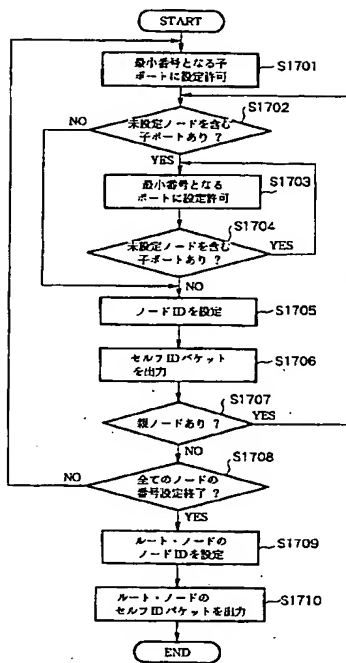 START
最小番号となる子
ポートに設定許可
S1701
S1702
未設定ノードを含む
子ポートあり ?
NO
YES
最小番号となる
ポートに設定許可
S1703
S1704
未設定ノードを含む
子ポートあり ?
YES
NO
ノードIDを設定
S1705
セルフIDパケット
を出力
S1706
S1707
親ノードあり ?
YES
NO
S1708
全てのノードの
番号設定終了 ?
NO
YES
ルート・ノードの
ノードIDを設定
S1709
ルート・ノードの
セルフIDパケットを出力
S1710
END